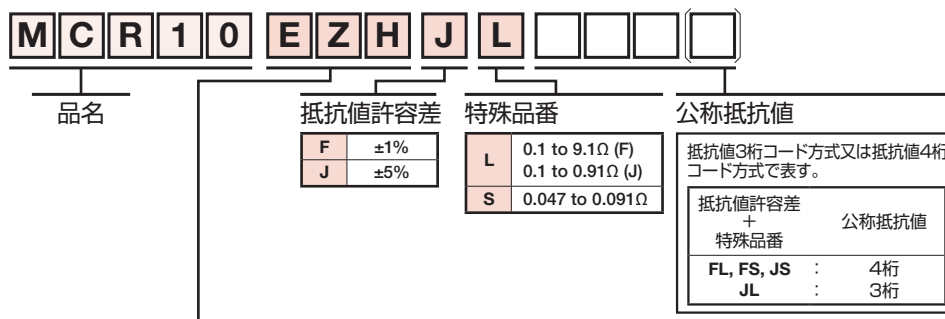 MCR10 EZH J L
品名
抵抗値許容差
F ±1%
J ±5%
特殊品番
L 0.1 to 9.1Ω (F)
0.1 to 0.91Ω (J)
S 0.047 to 0.091Ω
公称抵抗値
抵抗値3桁コード方式又は抵抗値4桁
コード方式で表す。
抵抗値許容差
+
特殊品番
公称抵抗値
FL, FS, JS : 4桁
JL : 3桁